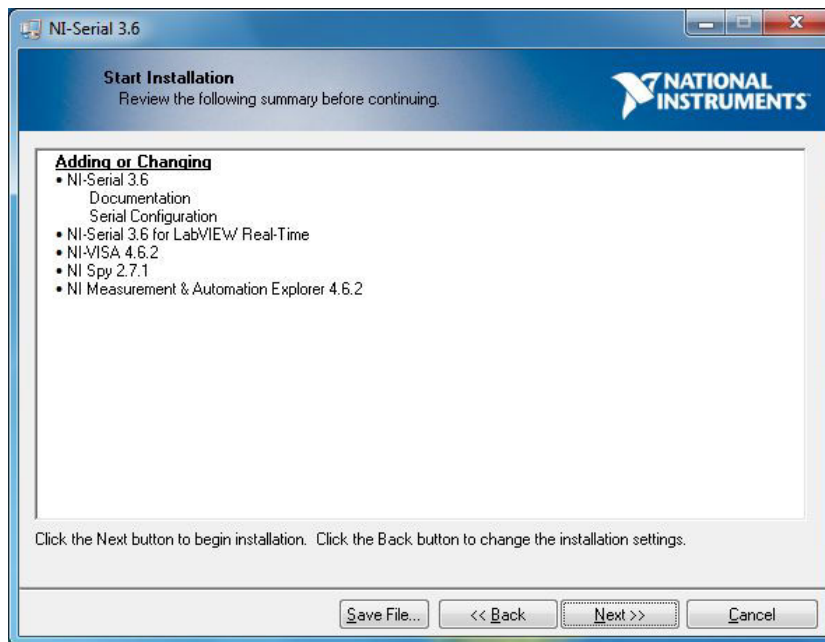 NI-Serial 3.6
Start Installation
Review the following summary before continuing.
NATIONAL
INSTRUMENTS
Adding or Changing
• NI-Serial 3.6
Documentation
Serial Configuration
• NI-Serial 3.6 for LabVIEW Real-Time
• NI-VISA 4.6.2
• NI Spy 2.7.1
• NI Measurement & Automation Explorer 4.6.2
Click the Next button to begin installation. Click the Back button to change the installation settings.
Save File... << Back Next >> Cancel